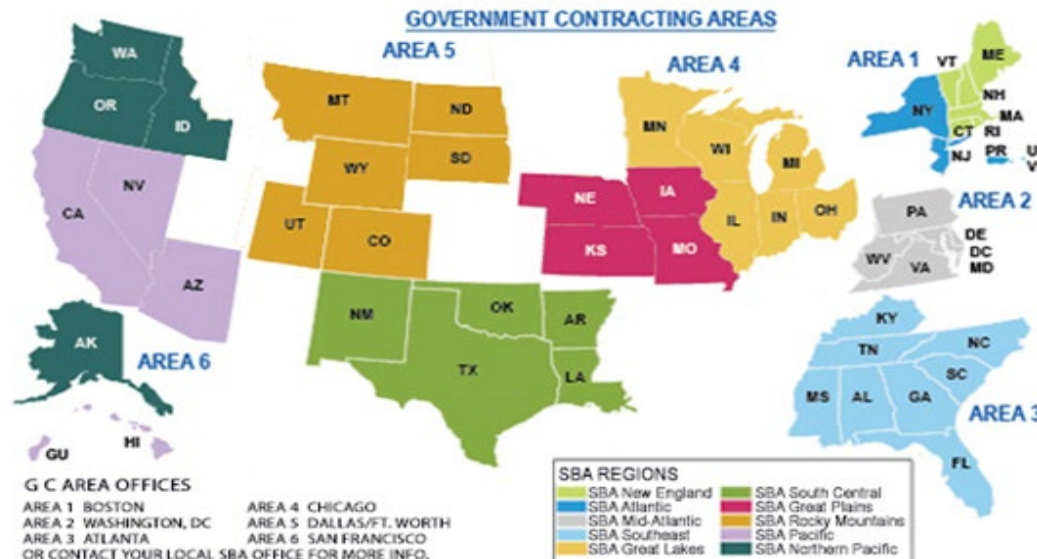 GOVERNMENT CONTRACTING AREAS
AREA 5
AREA 4
AREA 1
WA
OR
ID
MT
ND
SD
WY
UT
CO
MN
WI
MI
IL
IN
OH
VT
ME
NY
NH
MA
CT
RI
NJ
PR
NV
CA
AZ
NE
IA
KS
MO
AREA 2
PA
DE
DC
MD
WV
VA
AK
AREA 6
HI
GU
NM
OK
AR
TX
LA
KY
TN
NC
SC
MS
AL
GA
FL
AREA 3
G C AREA OFFICES
AREA 1 BOSTON
AREA 2 WASHINGTON, DC
AREA 3 ATLANTA
AREA 4 CHICAGO
AREA 5 DALLAS/FT. WORTH
AREA 6 SAN FRANCISCO
OR CONTACT YOUR LOCAL SBA OFFICE FOR MORE INFO.
SBA REGIONS
SBA New England
SBA Atlantic
SBA Mid-Atlantic
SBA Southeast
SBA Great Lakes
SBA South Central
SBA Great Plains
SBA Rocky Mountains
SBA Pacific
SBA Northern Pacific